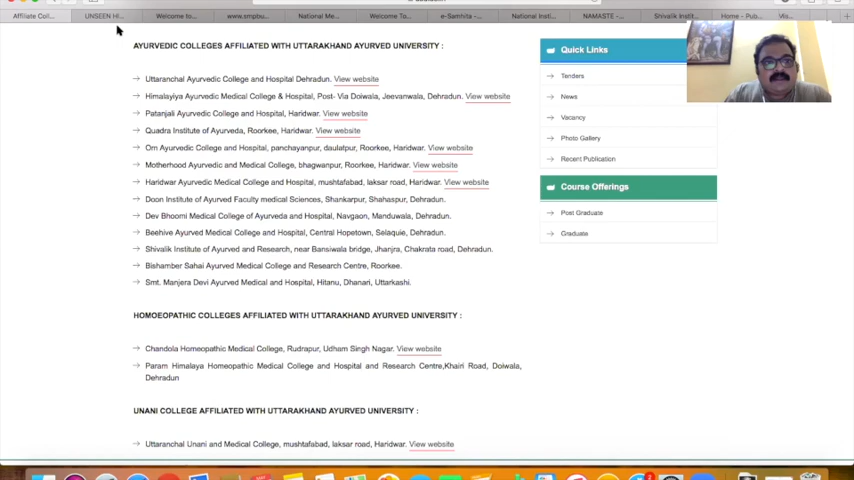 Affiliate Coll...
UNSEEN HI...
Welcome to...
www.smpbu...
National Me...
Welcome To...
e-Samhita -...
National Insti...
NAMASTE -...
Shivalik Instit...
Home - Pub...
AYURVEDIC COLLEGES AFFILIATED WITH UTTARAKHAND AYURVED UNIVERSITY :
Uttaranchal Ayurvedic College and Hospital Dehradun. View website
Himalayiya Ayurvedic Medical College & Hospital, Post- Via Doiwala, Jeevanwala, Dehradun. View website
Patanjali Ayurvedic College and Hospital, Haridwar. View website
Quadra Institute of Ayurveda, Roorkee, Haridwar. View website
Om Ayurvedic College and Hospital, panchayanpur, daulatpur, Roorkee, Haridwar. View website
Motherhood Ayurvedic and Medical College, bhagwanpur, Roorkee, Haridwar. View website
Haridwar Ayurvedic Medical College and Hospital, mushtafabad, laksar road, Haridwar. View website
Doon Institute of Ayurved Faculty medical Sciences, Shankarpur, Shahaspur, Dehradun.
Dev Bhoomi Medical College of Ayurveda and Hospital, Navgaon, Manduwala, Dehradun.
Beehive Ayurved Medical College and Hospital, Central Hopetown, Selaquie, Dehradun.
Shivalik Institute of Ayurved and Research, near Bansiwala bridge, Jhanjra, Chakrata road, Dehradun.
Bishamber Sahai Ayurved Medical College and Research Centre, Roorkee.
Smt. Manjera Devi Ayurved Medical and Hospital, Hitanu, Dhanari, Uttarkashi.
HOMOEOPATHIC COLLEGES AFFILIATED WITH UTTARAKHAND AYURVED UNIVERSITY :
Chandola Homeopathic Medical College, Rudrapur, Udham Singh Nagar. View website
Param Himalaya Homeopathic Medical College and Hospital and Research Centre,Khairi Road, Doiwala,
Dehradun
UNANI COLLEGE AFFILIATED WITH UTTARAKHAND AYURVED UNIVERSITY :
Uttaranchal Unani and Medical College, mushtafabad, laksar road, Haridwar. View website
Quick Links
Tenders
News
Vacancy
Photo Gallery
Recent Publication
Course Offerings
Post Graduate
Graduate